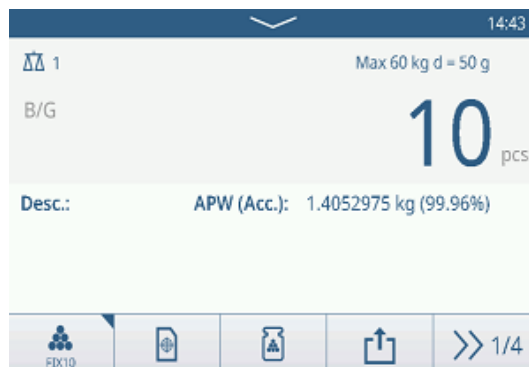 14:43
1 Max 60 kg d = 50 g
B/G
10 pcs
Desc.: APW (Acc.): 1.4052975 kg (99.96%)
FIX10 1/4